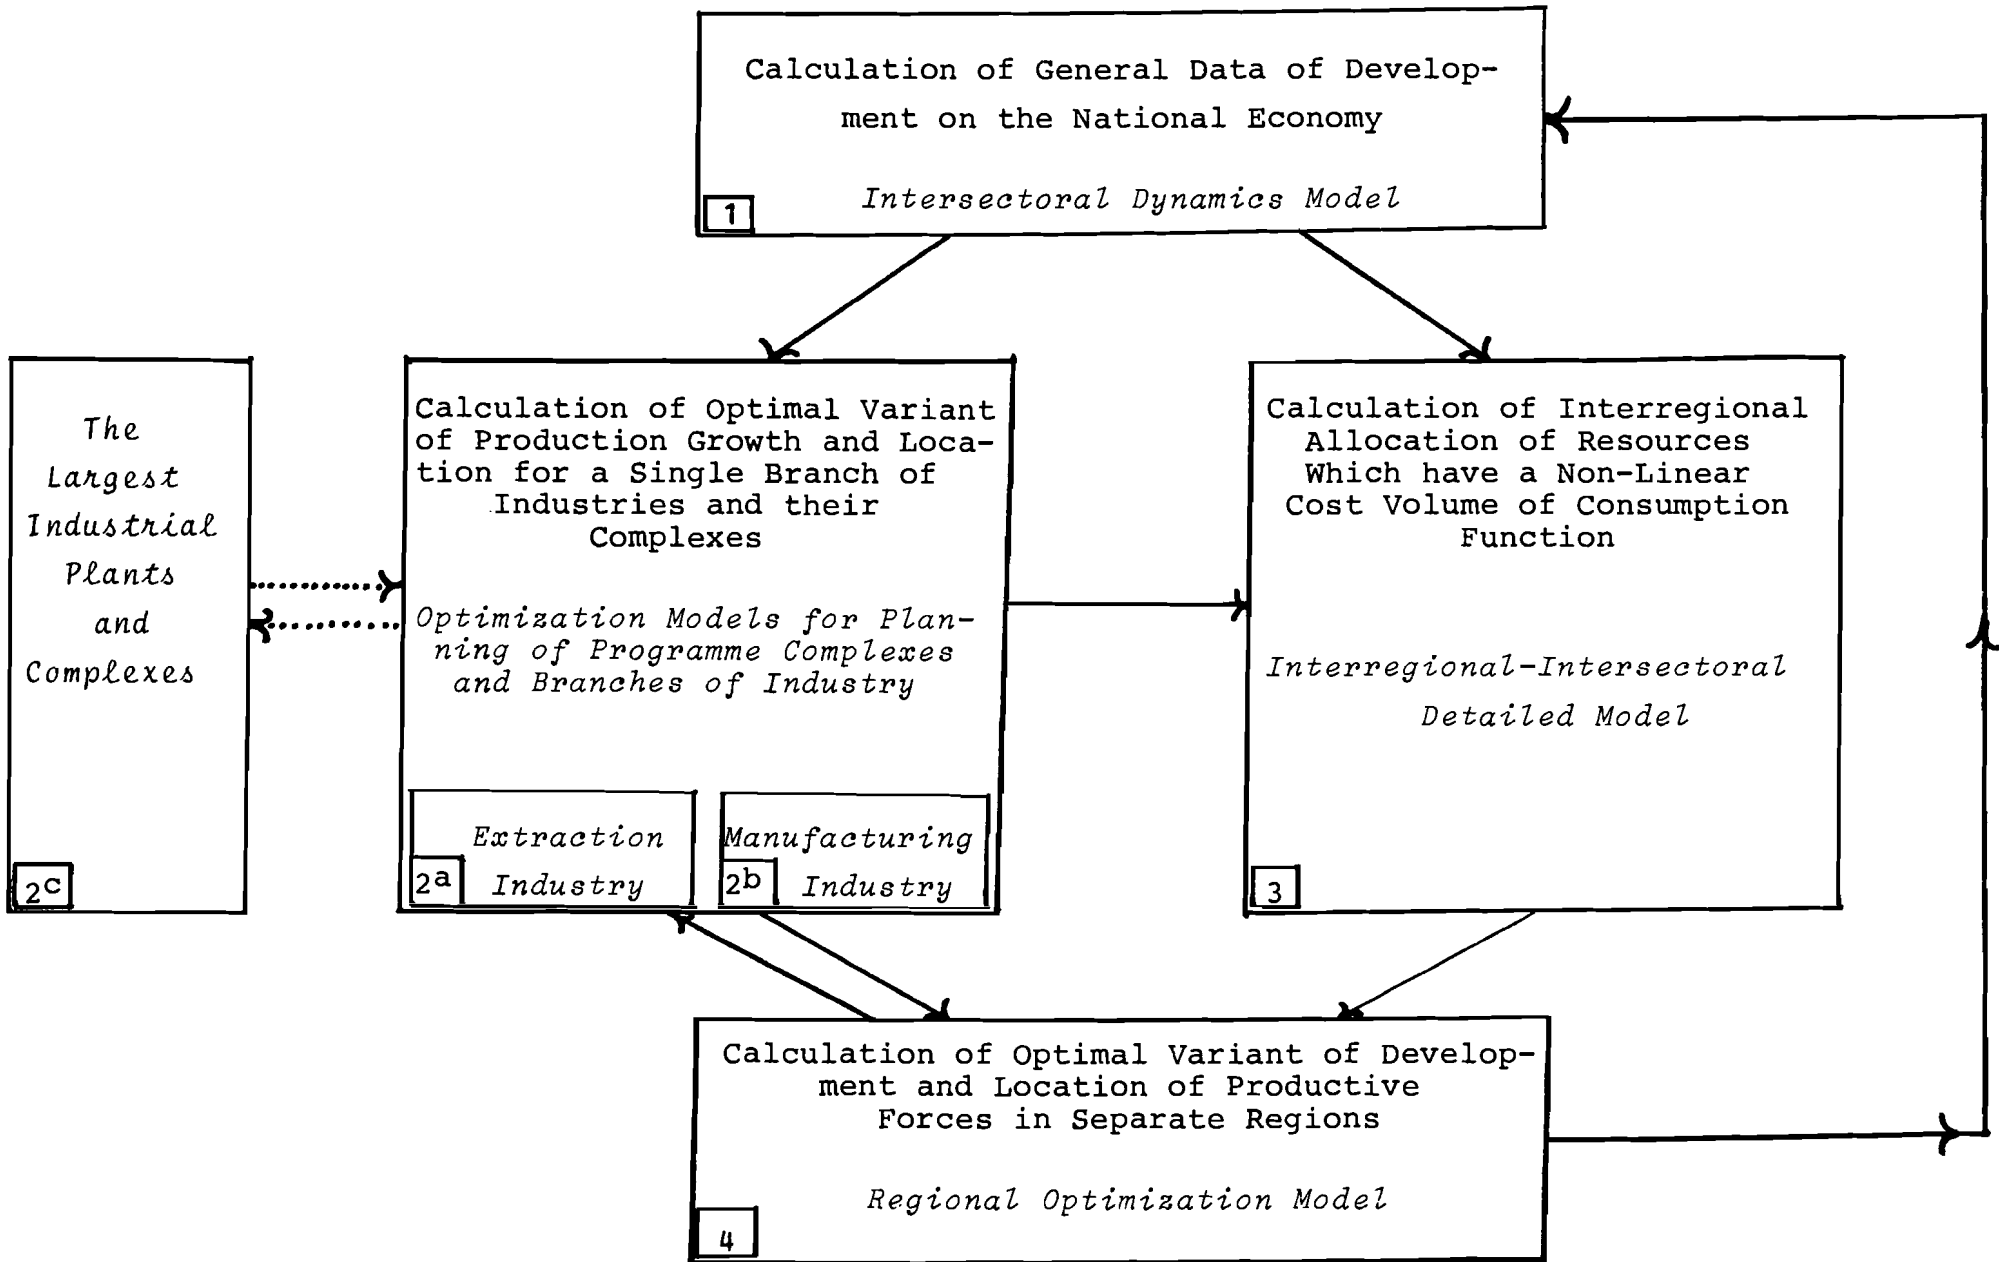 Calculation of General Data of Develop-
ment on the National Economy
Intersectoral Dynamics Model
1
The
Largest
Industrial
Plants
and
Complexes
2c
Calculation of Optimal Variant
of Production Growth and Loca-
tion for a Single Branch of
Industries and their
Complexes
Optimization Models for Plan-
ning of Programme Complexes
and Branches of Industry
Extraction
2a Industry
Manufacturing
2b Industry
Calculation of Interregional
Allocation of Resources
Which have a Non-Linear
Cost Volume of Consumption
Function
Interregional-Intersectoral
Detailed Model
3
Calculation of Optimal Variant of Develop-
ment and Location of Productive
Forces in Separate Regions
Regional Optimization Model
4